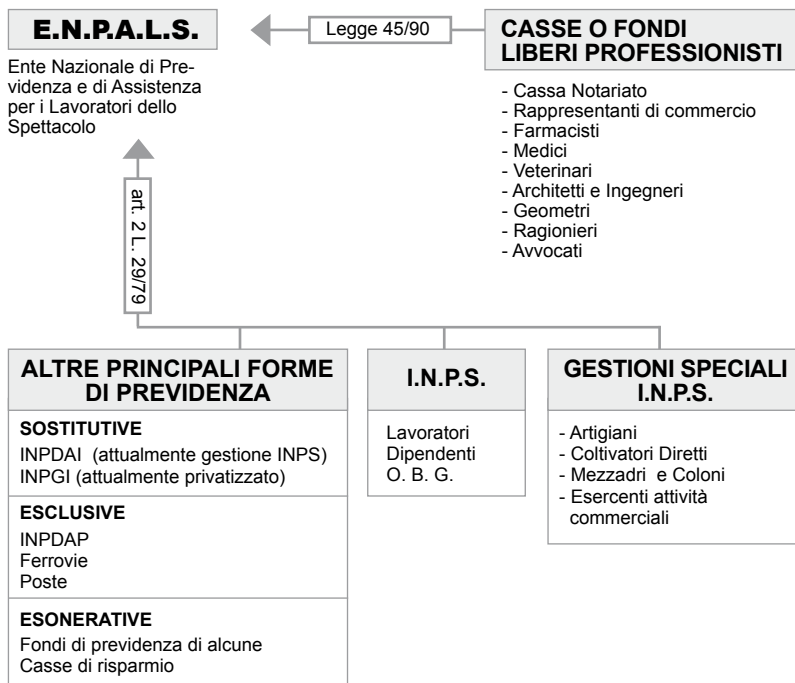 E.N.P.A.L.S.
Ente Nazionale di Pre-
videnza e di Assistenza
per i Lavoratori dello
Spettacolo
Legge 45/90
CASSE O FONDI
LIBERI PROFESSIONISTI
- Cassa Notariato
- Rappresentanti di commercio
- Farmacisti
- Medici
- Veterinari
- Architetti e Ingegneri
- Geometri
- Ragionieri
- Avvocati
art. 2 L. 29/79
ALTRE PRINCIPALI FORME
DI PREVIDENZA
SOSTITUTIVE
INPDAI (attualmente gestione INPS)
INPGI (attualmente privatizzato)
ESCLUSIVE
INPDAP
Ferrovie
Poste
ESONERATIVE
Fondi di previdenza di alcune
Casse di risparmio
I.N.P.S.
Lavoratori
Dipendenti
O. B. G.
GESTIONI SPECIALI
I.N.P.S.
- Artigiani
- Coltivatori Diretti
- Mezzadri e Coloni
- Esercenti attività
commerciali